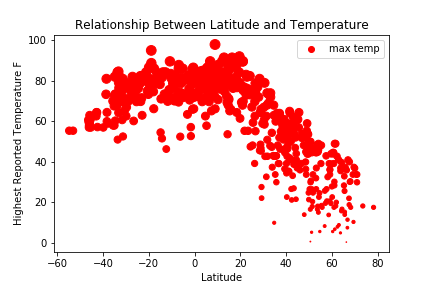 Relationship Between Latitude and Temperature
max temp
Highest Reported Temperature F
100
80
60
40
20
0
−60 −40 −20 0 20 40 60 80
Latitude